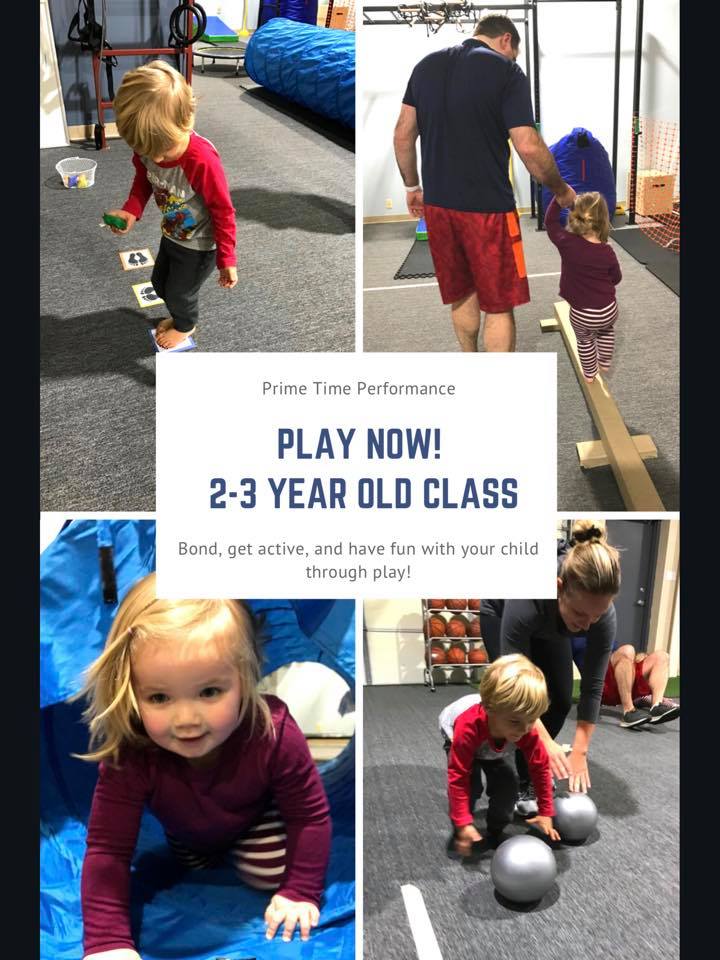 Prime Time Performance
PLAY NOW!
2-3 YEAR OLD CLASS
Bond, get active, and have fun with your child
through play!